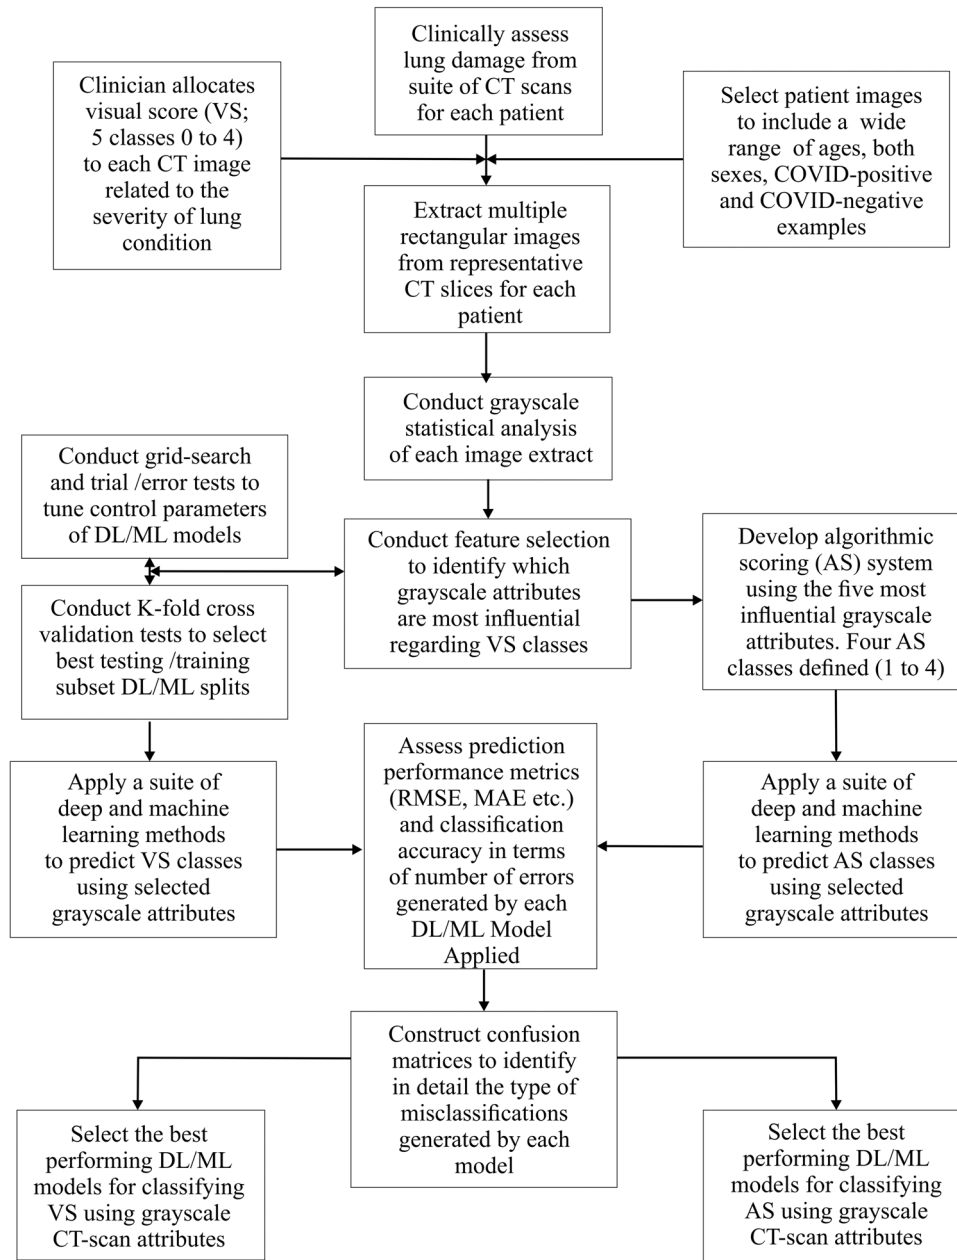 Clinically assess
lung damage from
suite of CT scans
for each patient
Clinician allocates
visual score (VS;
5 classes 0 to 4)
to each CT image
related to the
severity of lung
condition
Select patient images
to include a wide
range of ages, both
sexes, COVID-positive
and COVID-negative
examples
Extract multiple
rectangular images
from representative
CT slices for each
patient
Conduct grayscale
statistical analysis
of each image extract
Conduct grid-search
and trial /error tests to
tune control parameters
of DL/ML models
Conduct feature selection
to identify which
grayscale attributes
are most influential
regarding VS classes
Develop algorithmic
scoring (AS) system
using the five most
influential grayscale
attributes. Four AS
classes defined (1 to 4)
Conduct K-fold cross
validation tests to select
best testing /training
subset DL/ML splits
Apply a suite of
deep and machine
learning methods
to predict VS classes
using selected
grayscale attributes
Assess prediction
performance metrics
(RMSE, MAE etc.)
and classification
accuracy in terms
of number of errors
generated by each
DL/ML Model
Applied
Apply a suite of
deep and machine
learning methods
to predict AS classes
using selected
grayscale attributes
Construct confusion
matrices to identify
in detail the type of
misclassifications
generated by each
model
Select the best
performing DL/ML
models for classifying
VS using grayscale
CT-scan attributes
Select the best
performing DL/ML
models for classifying
AS using grayscale
CT-scan attributes